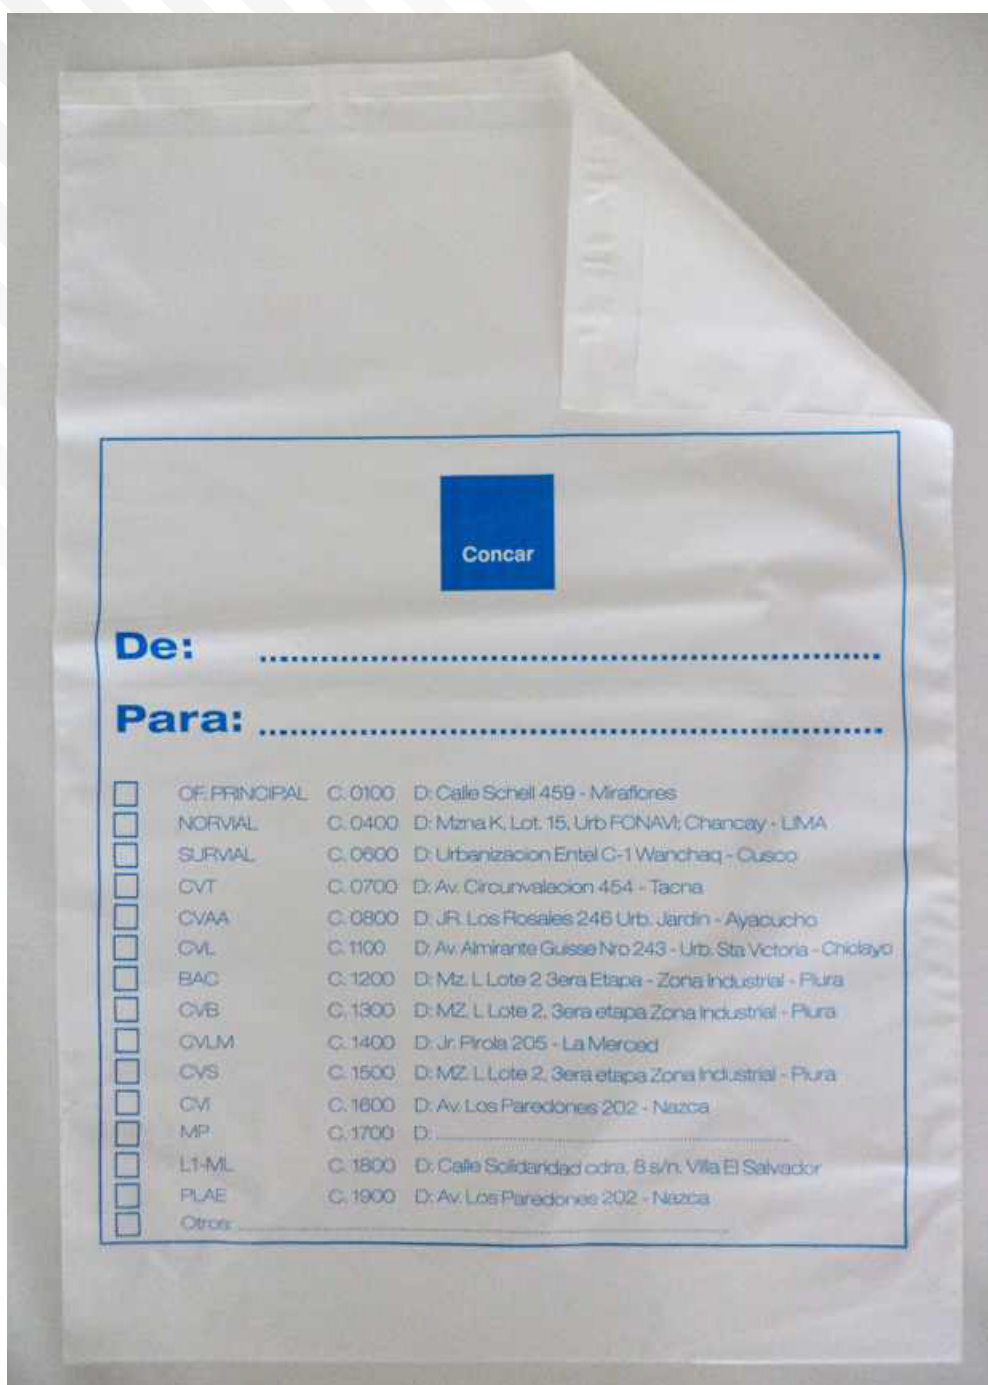 Concar
De: ........................................................
Para: ........................................................
OF. PRINCIPAL C. 0100 D: Calle Schell 459 - Miraflores
NORVIAL C. 0400 D: Mzna K, Lot. 15, Urb FONAVI; Chancay - LIMA
SURVIAL C. 0600 D: Urbanizacion Entel C-1 Wanchaq - Cusco
CVT C. 0700 D: Av. Circunvalacion 454 - Tacna
CVAA C. 0800 D: JR. Los Rosales 246 Urb. Jardin - Ayacucho
CVL C. 1100 D: Av. Almirante Guisse Nro 243 - Urb. Sta Victoria - Chiclayo
BAC C. 1200 D: Mz. L Lote 2 3era Etapa - Zona Industrial - Piura
CVB C. 1300 D: MZ. L Lote 2, 3era etapa Zona Industrial - Piura
CVLM C. 1400 D: Jr. Pirola 205 - La Merced
CVS C. 1500 D: MZ. L Lote 2, 3era etapa Zona Industrial - Piura
CVI C. 1600 D: Av. Los Paredones 202 - Nazca
MP C. 1700 D: ........................................................
L1-ML C. 1800 D: Calle Solidaridad cdra. 8 s/n. Villa El Salvador
PLAE C. 1900 D: Av. Los Paredones 202 - Nazca
Otros: ........................................................